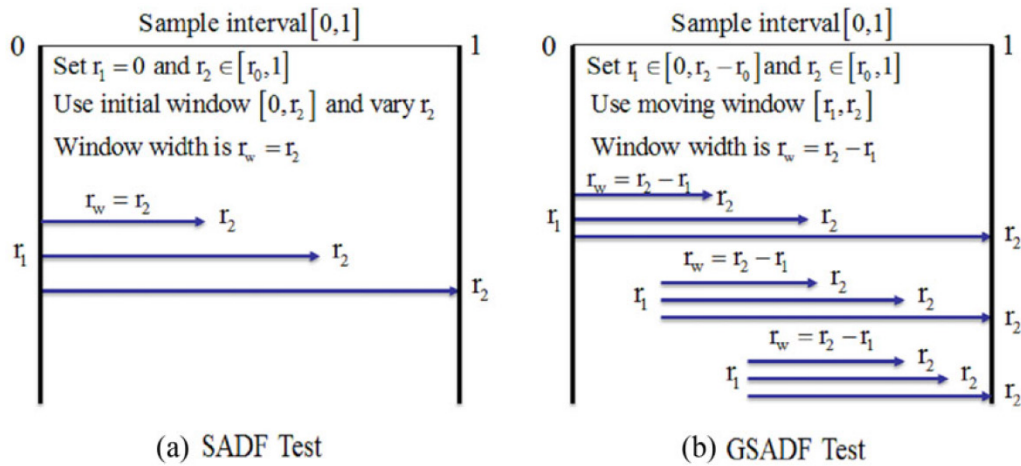 Sample interval[0,1]
0
1
Set r₁ = 0 and r₂ ∈ [r₀,1]
Use initial window [0,r₂] and vary r₂
Window width is r_w = r₂
r_w = r₂
r₂
r₁
r₂
r₂
(a) SADF Test
Sample interval[0,1]
0
1
Set r₁ ∈ [0, r₂ − r₀] and r₂ ∈ [r₀,1]
Use moving window [r₁,r₂]
Window width is r_w = r₂ − r₁
r_w = r₂ − r₁
r₂
r₁
r₂
r₂
r_w = r₂ − r₁
r₂
r₁
r₂
r₂
r_w = r₂ − r₁
r₂
r₁
r₂
r₂
(b) GSADF Test